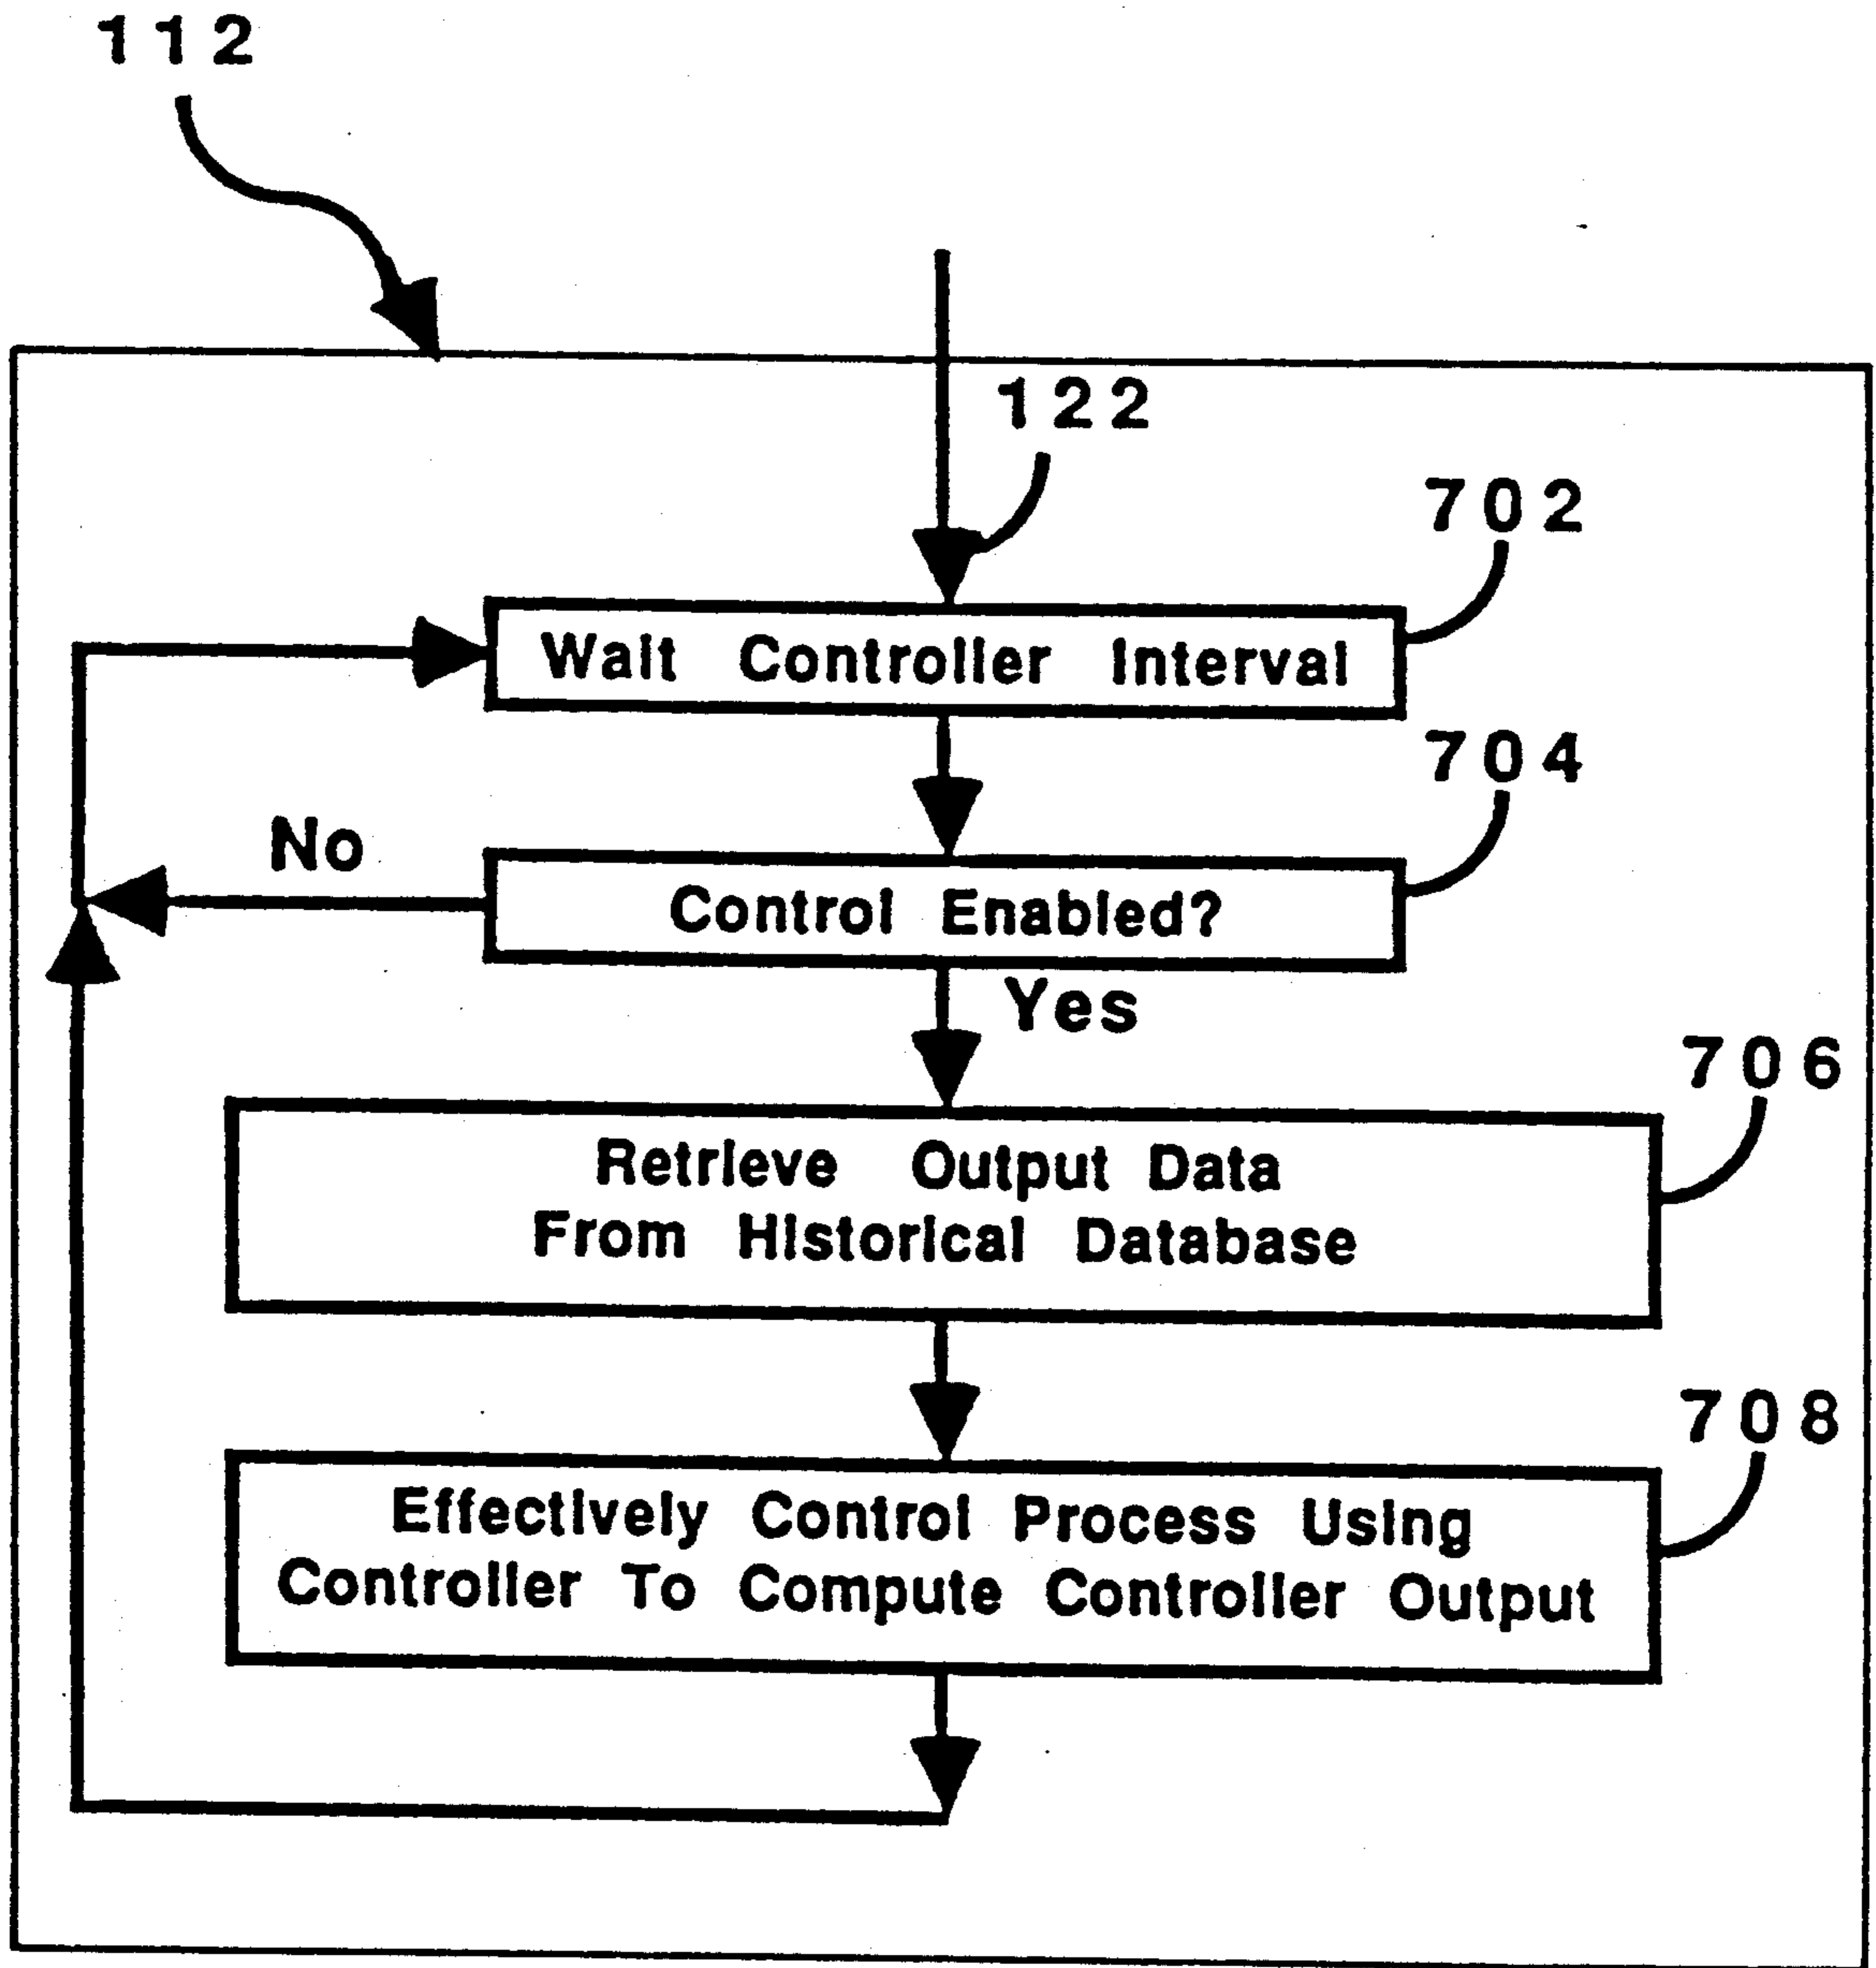 112
122
702
Wait Controller Interval
704
No
Control Enabled?
Yes
706
Retrieve Output Data
From Historical Database
708
Effectively Control Process Using
Controller To Compute Controller Output